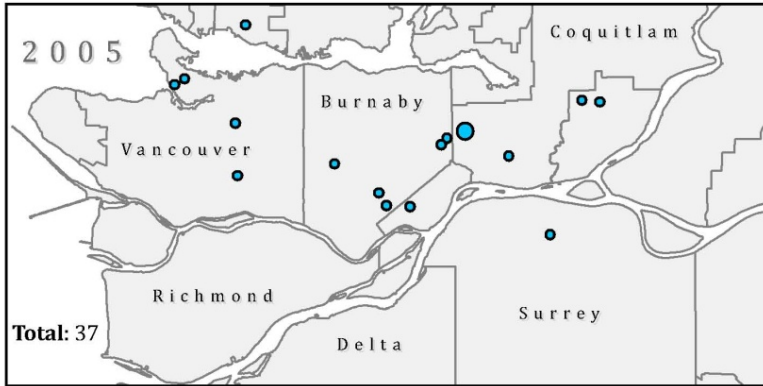 2005
Coquitlam
Burnaby
Vancouver
Richmond
Surrey
Total: 37
Delta